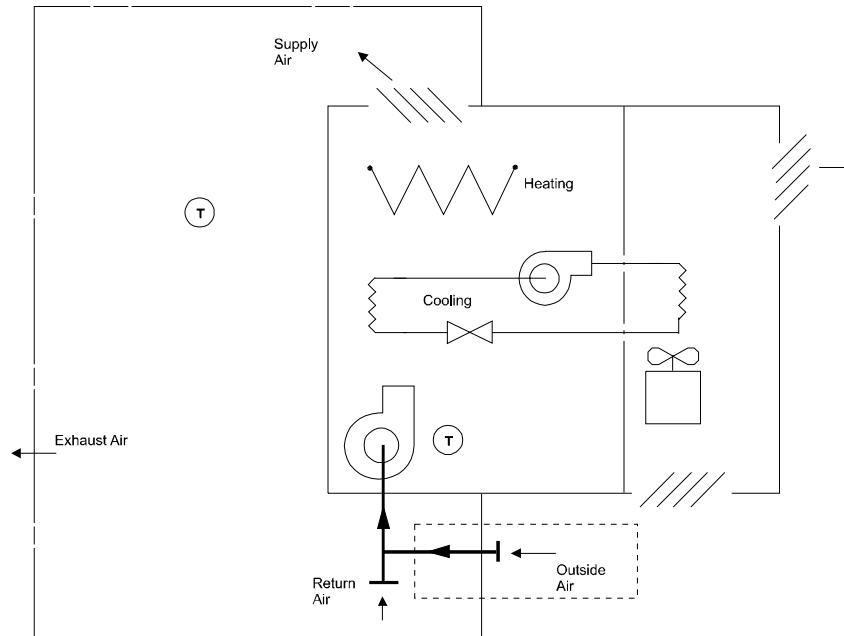 Supply
Air
Heating
T
Cooling
T
Exhaust Air
Return
Air
Outside
Air